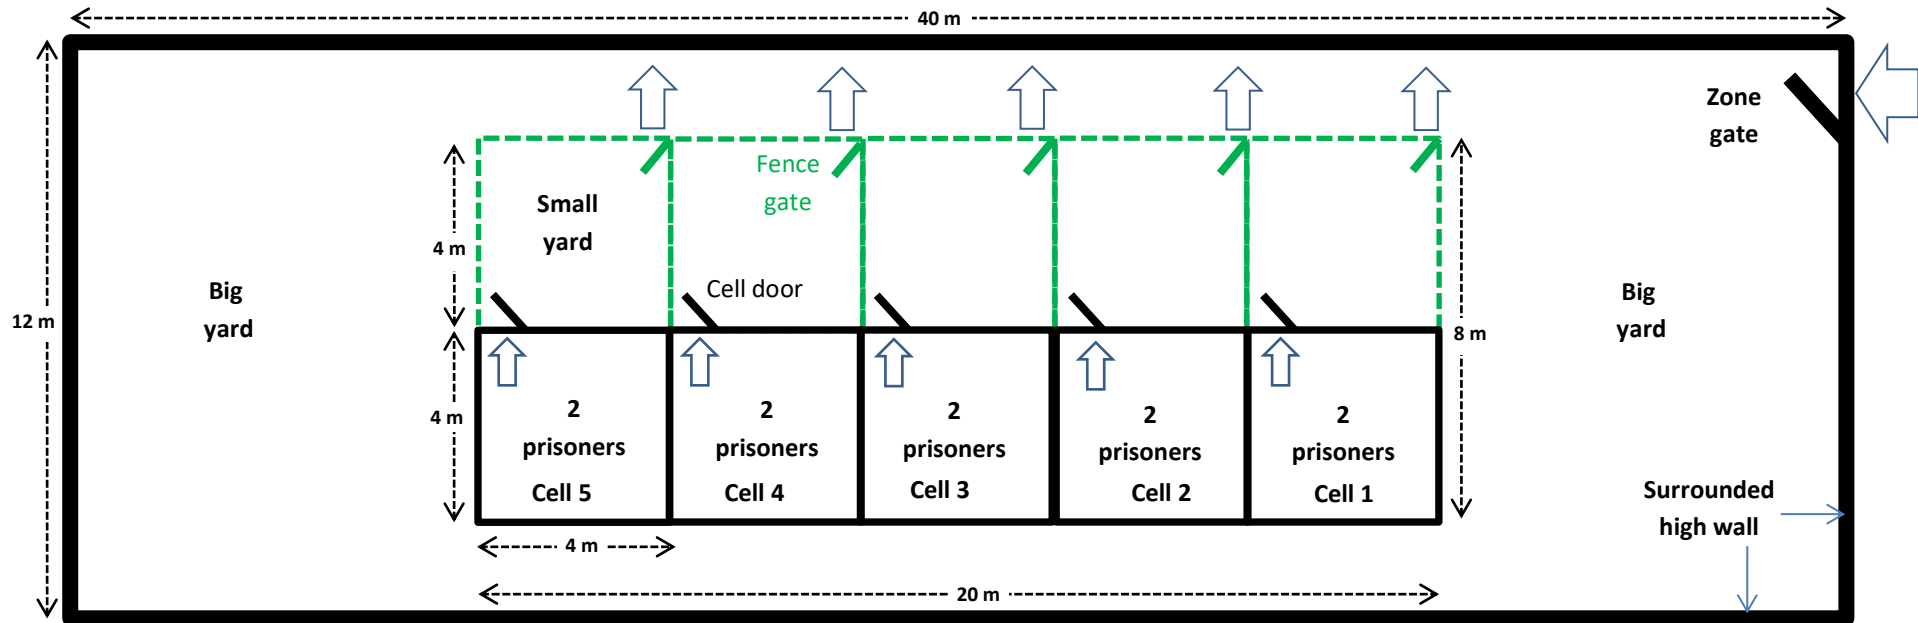 40 m
Zone
gate
Fence
gate
Small
yard
4 m
Cell door
Big
yard
Big
yard
12 m
8 m
4 m
2
prisoners
Cell 5
2
prisoners
Cell 4
2
prisoners
Cell 3
2
prisoners
Cell 2
2
prisoners
Cell 1
Surrounded
high wall
4 m
20 m